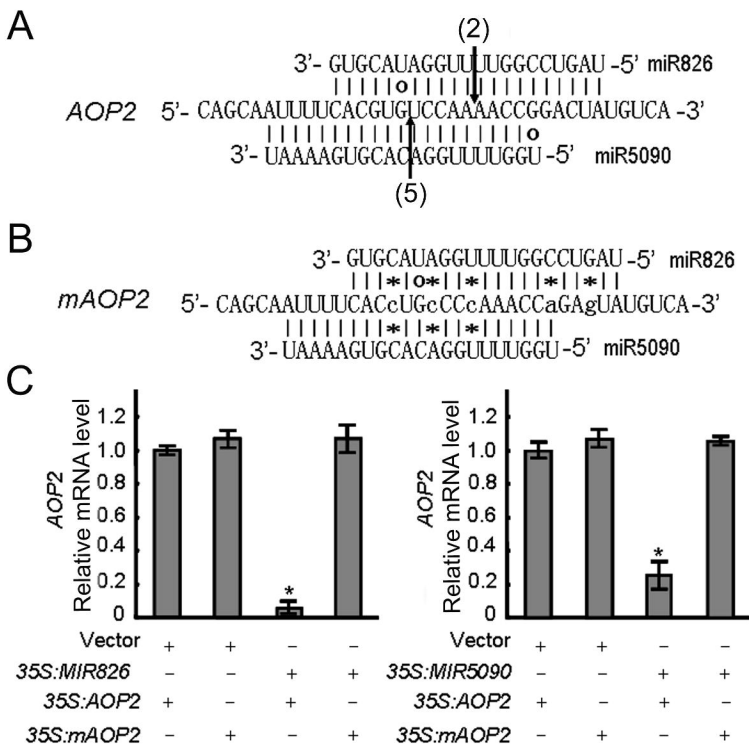 A
(2)
3’- GUGCAUAGGUUUUGGCCUGAU -5’ miR826
AOP2 5’- CAGCAAUUUUCACGUGUCCAAAACCGGACUAUGUCA -3’
3’- UAAAAGUGCACAGGUUUUGGU -5’ miR5090
(5)
B
3’- GUGCAUAGGUUUUGGCCUGAU -5’ miR826
mAOP2 5’- CAGCAAUUUUCACcUGcCCcAAACCaGAgUAUGUCA -3’
3’- UAAAAGUGCACAGGUUUUGGU -5’ miR5090
C
AOP2
Relative mRNA level
1.2
1.0
0.8
0.6
0.4
0.2
0
*
Vector + + - -
35S:MIR826 - - + +
35S:AOP2 + - + -
35S:mAOP2 - + - +
AOP2
Relative mRNA level
1.2
1.0
0.8
0.6
0.4
0.2
0
*
Vector + + - -
35S:MIR5090 - - + +
35S:AOP2 + - + -
35S:mAOP2 - + - +